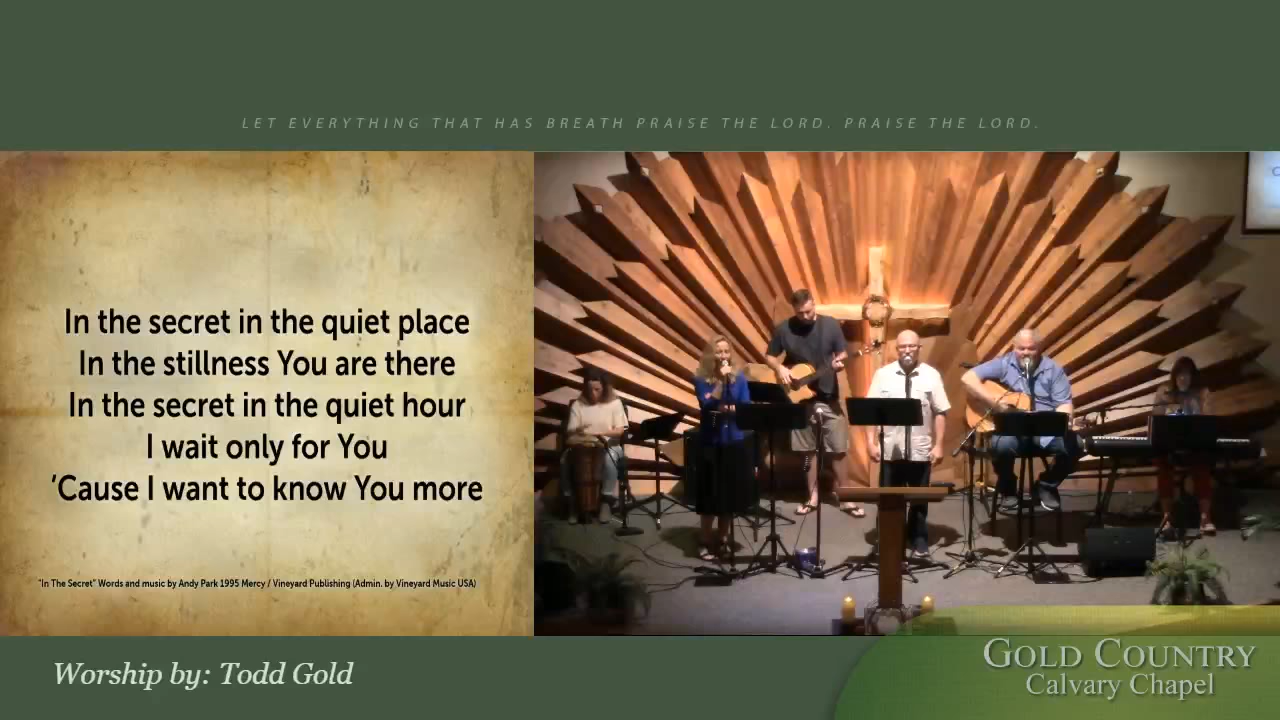 LET EVERYTHING THAT HAS BREATH PRAISE THE LORD. PRAISE THE LORD.
In the secret in the quiet place
In the stillness You are there
In the secret in the quiet hour
I wait only for You
'Cause I want to know You more
"In The Secret" Words and music by Andy Park 1995 Mercy / Vineyard Publishing (Admin. by Vineyard Music USA)
Worship by: Todd Gold
GOLD COUNTRY
Calvary Chapel